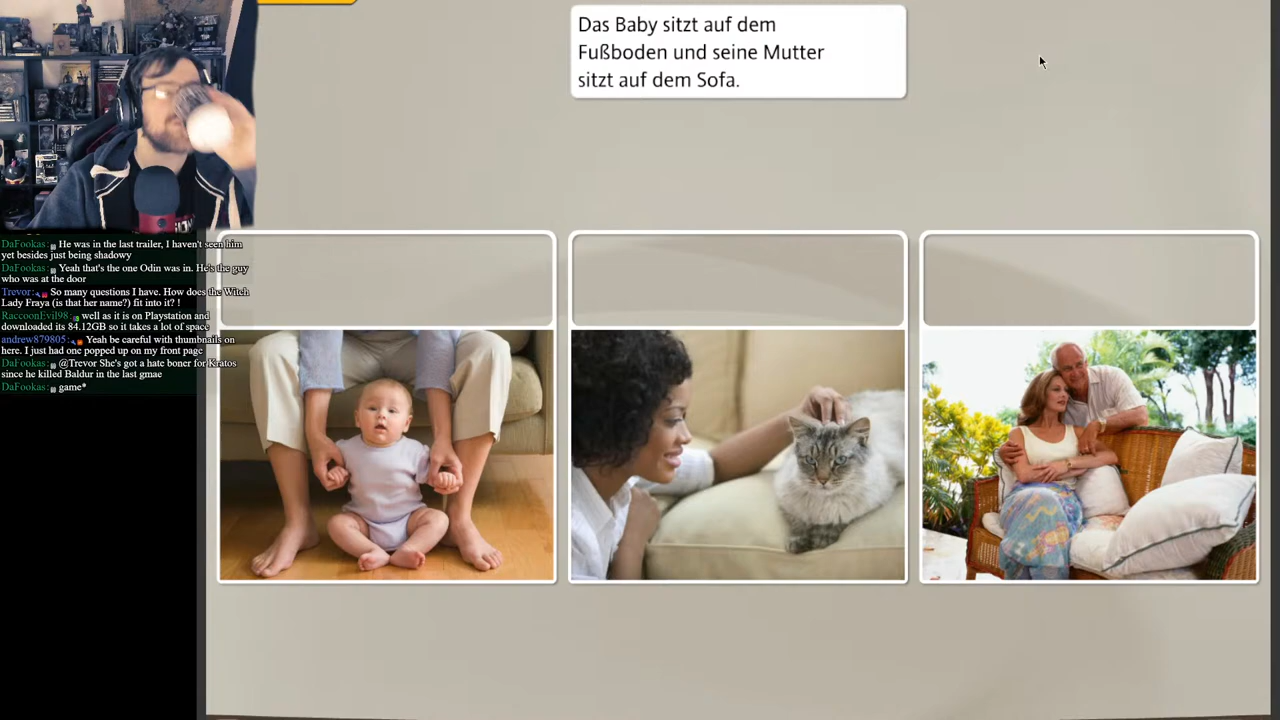 Das Baby sitzt auf dem
Fußboden und seine Mutter
sitzt auf dem Sofa.
DaFookas: He was in the last trailer, I haven't seen him
yet besides just being shadowy
DaFookas: Yeah that's the one Odin was in. He's the guy
who was at the door
Trevor: So many questions I have. How does the Witch
Lady Fraya (is that her name?) fit into it? !
RaccoonEvil98: well as it is on Playstation and
downloaded its 84.12GB so it takes a lot of space
andrew879805: Yeah be careful with thumbnails on
here. I just had one popped up on my front page
DaFookas: @Trevor She's got a hate boner for Kratos
since he killed Baldur in the last gmae
DaFookas: game*